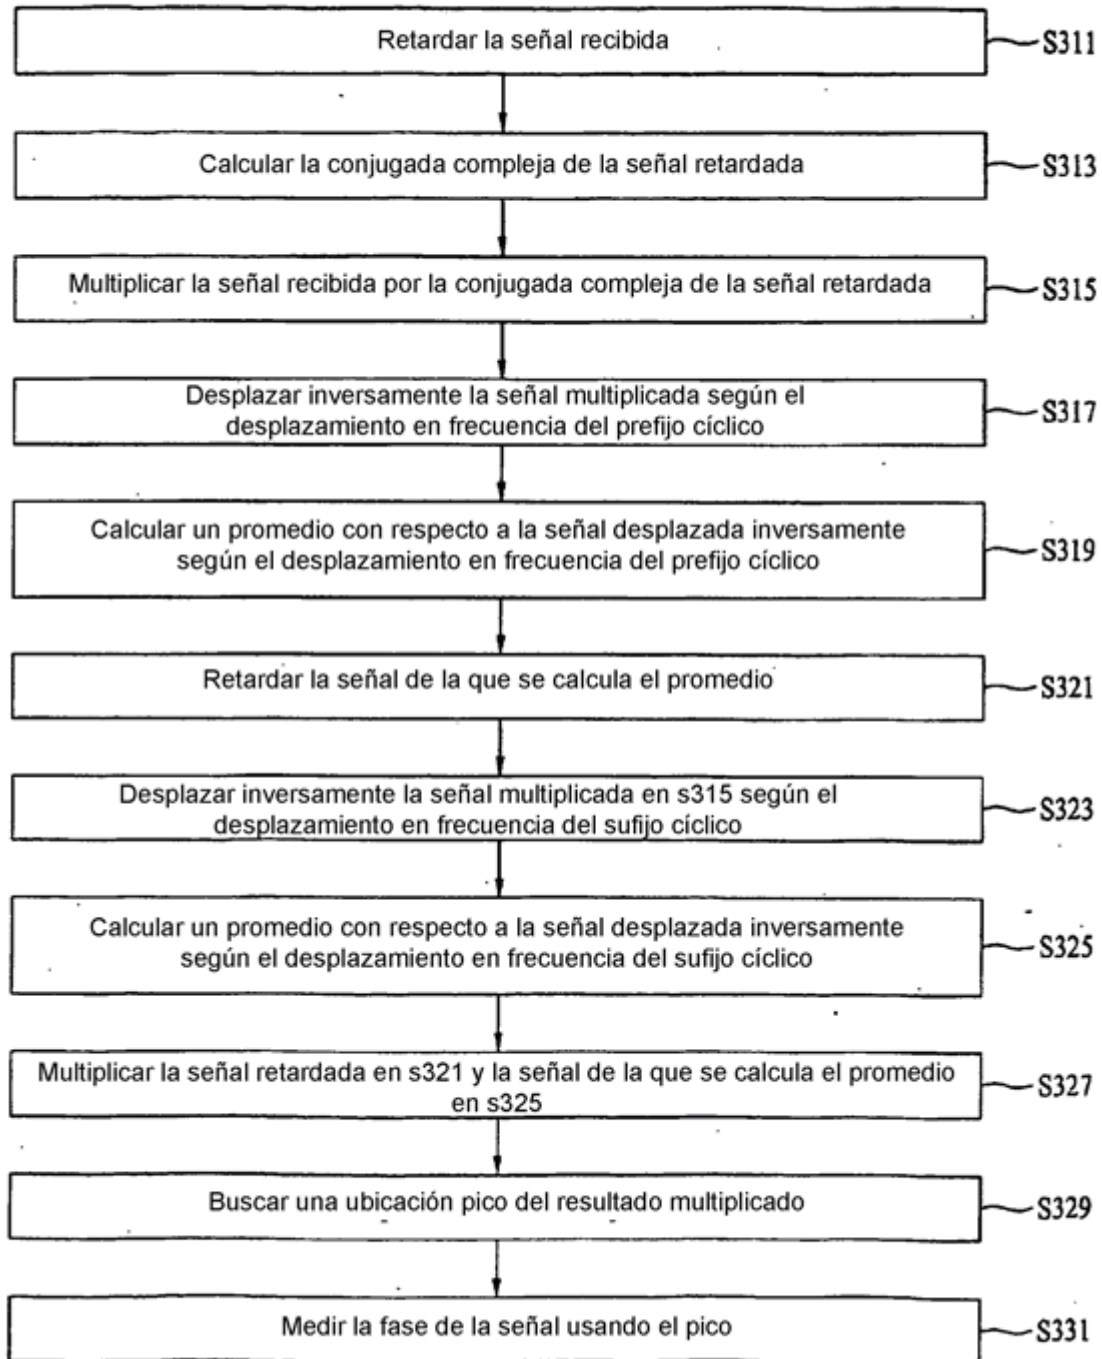 Retardar la señal recibida
S311
Calcular la conjugada compleja de la señal retardada
S313
Multiplicar la señal recibida por la conjugada compleja de la señal retardada
S315
Desplazar inversamente la señal multiplicada según el
desplazamiento en frecuencia del prefijo cíclico
S317
Calcular un promedio con respecto a la señal desplazada inversamente
según el desplazamiento en frecuencia del prefijo cíclico
S319
Retardar la señal de la que se calcula el promedio
S321
Desplazar inversamente la señal multiplicada en s315 según el
desplazamiento en frecuencia del sufijo cíclico
S323
Calcular un promedio con respecto a la señal desplazada inversamente
según el desplazamiento en frecuencia del sufijo cíclico
S325
Multiplicar la señal retardada en s321 y la señal de la que se calcula el promedio
en s325
S327
Buscar una ubicación pico del resultado multiplicado
S329
Medir la fase de la señal usando el pico
S331